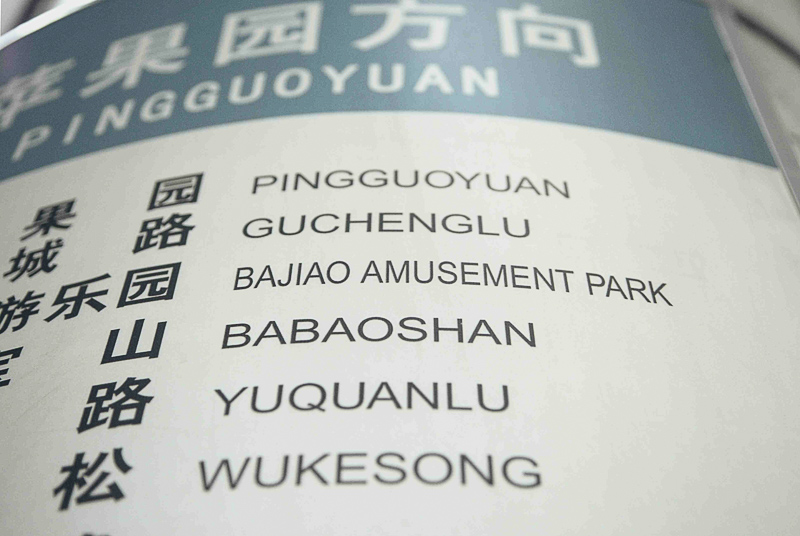 苹果园方向
PINGGUOYUAN
果 园 PINGGUOYUAN
城 路 GUCHENGLU
游乐园 BAJIAO AMUSEMENT PARK
山 BABAOSHAN
路 YUQUANLU
松 WUKESONG